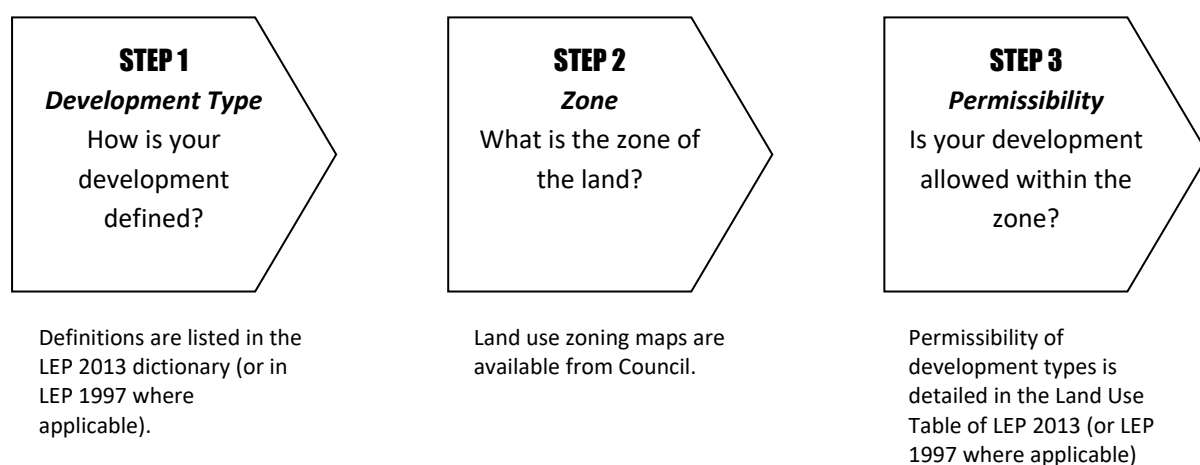 STEP 1
Development Type
How is your
development
defined?
Definitions are listed in the
LEP 2013 dictionary (or in
LEP 1997 where
applicable).
STEP 2
Zone
What is the zone of
the land?
Land use zoning maps are
available from Council.
STEP 3
Permissibility
Is your development
allowed within the
zone?
Permissibility of
development types is
detailed in the Land Use
Table of LEP 2013 (or LEP
1997 where applicable)